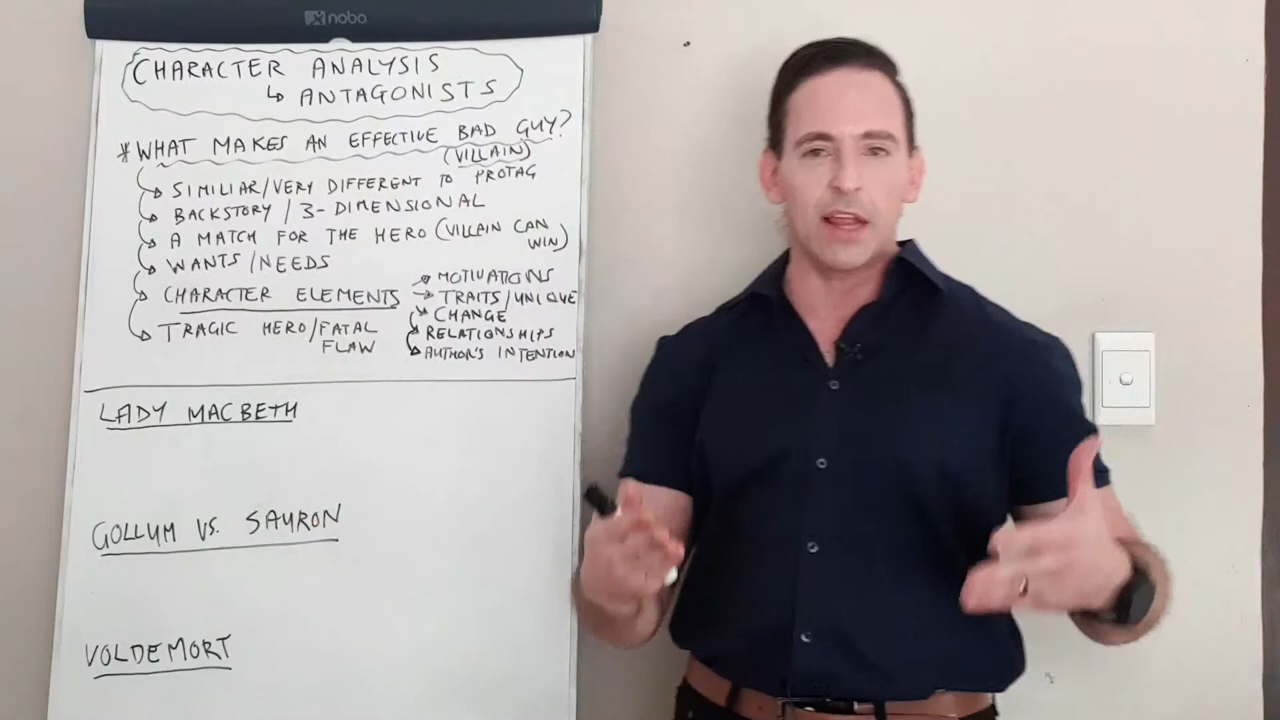 nobo
CHARACTER ANALYSIS
↳ ANTAGONISTS
*WHAT MAKES AN EFFECTIVE BAD GUY?
(VILLAIN)
SIMILIAR/VERY DIFFERENT TO PROTAG
BACKSTORY / 3-DIMENSIONAL
A MATCH FOR THE HERO (VILLAIN CAN
WIN)
WANTS/NEEDS
CHARACTER ELEMENTS
→ MOTIVATIONS
→ TRAITS/UNIQUE
CHANGE
RELATIONSHIPS
AUTHOR'S INTENTION
TRAGIC HERO/FATAL
FLAW
LADY MACBETH
GOLLUM VS. SAURON
VOLDEMORT